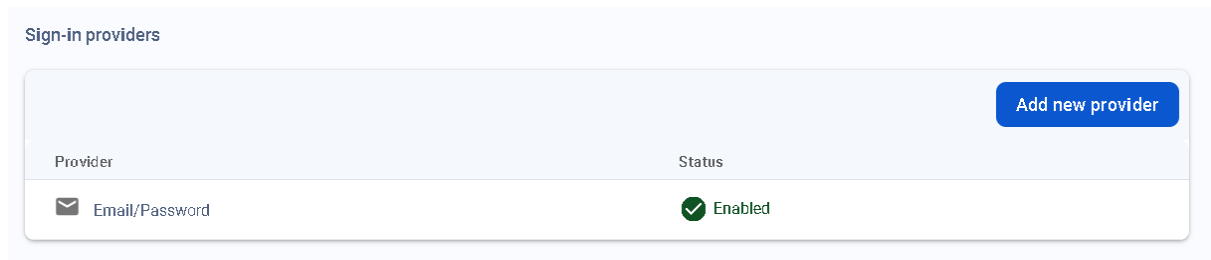 Sign-in providers
Add new provider
Provider Status
Email/Password Enabled